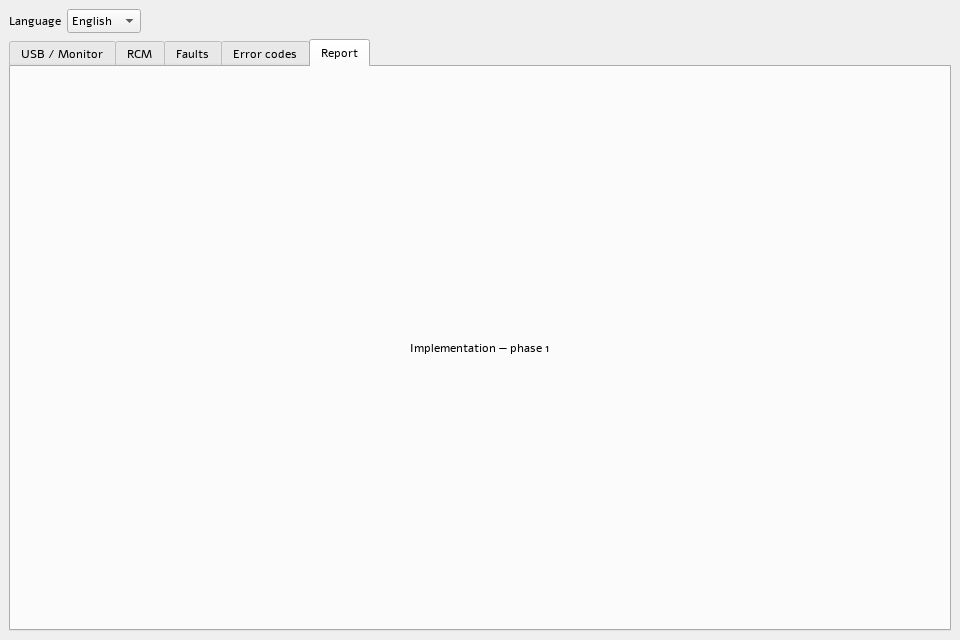 Language English
USB / Monitor RCM Faults Error codes Report
Implementation — phase 1